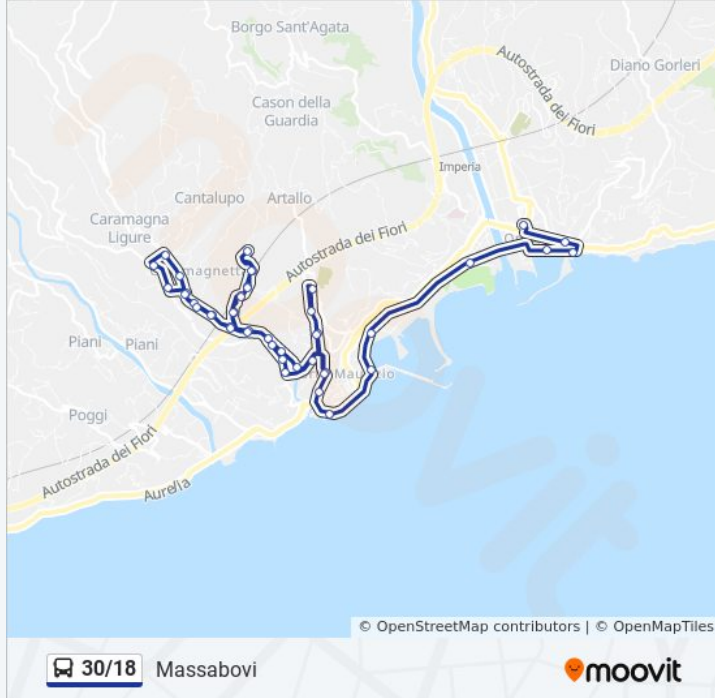 Borgo Sant'Agata
Autostrada dei Fiori
Diano Gorleri
Cason della
Guardia
Imperia
Cantalupo
Artallo
Caramagna
Ligure
Autostrada dei Fiori
Piani
Piani
Poggi
Autostrada dei Fiori
Aurelia
© OpenStreetMap contributors | © OpenMapTiles
30/18 Massabovi
moovit